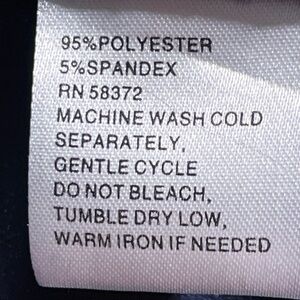 95%POLYESTER
5%SPANDEX
RN 58372
MACHINE WASH COLD
SEPARATELY,
GENTLE CYCLE
DO NOT BLEACH,
TUMBLE DRY LOW,
WARM IRON IF NEEDED